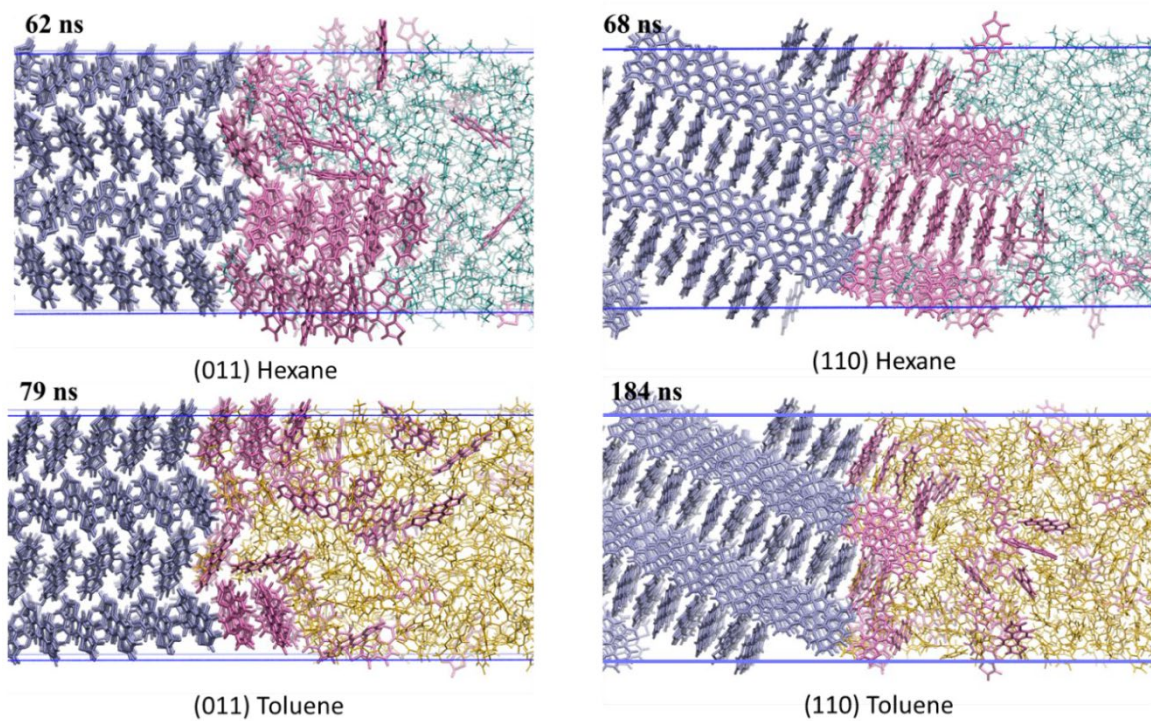 62 ns
68 ns
(011) Hexane
(110) Hexane
79 ns
184 ns
(011) Toluene
(110) Toluene